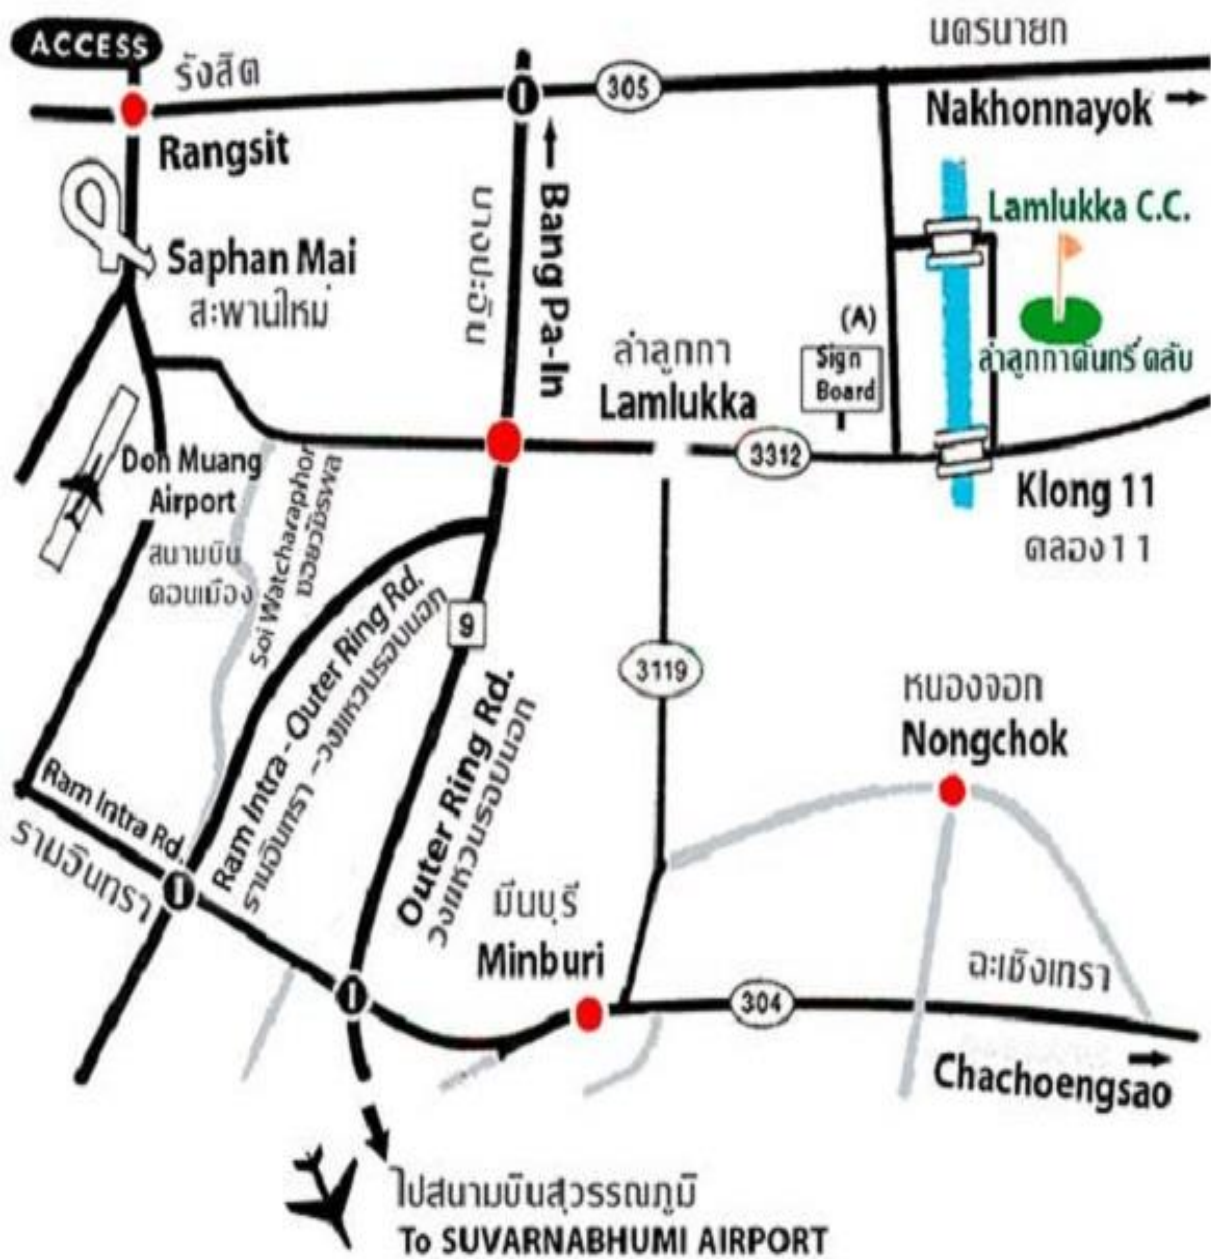 ACCESS
รังสิต
Rangsit
305
นครนายก
Nakhonnayok
Saphan Mai
สะพานใหม่
บางปะอิน
Bang Pa-In
Lamlukka C.C.
ลำลูกกาคันทรี่ คลับ
(A)
Sign
Board
ลำลูกกา
Lamlukka
3312
Klong 11
คลอง 11
Don Muang
Airport
สนามบิน
ดอนเมือง
Soi Watcharaphon
ซอยวัชรพล
Ram Intra - Outer Ring Rd.
รามอินทรา - วงแหวนรอบนอก
9
Outer Ring Rd.
วงแหวนรอบนอก
3119
หนองจอก
Nongchok
Ram Intra Rd.
รามอินทรา
มีนบุรี
Minburi
304
ฉะเชิงเทรา
Chachoengsao
ไปสนามบินสุวรรณภูมิ
To SUVARNABHUMI AIRPORT